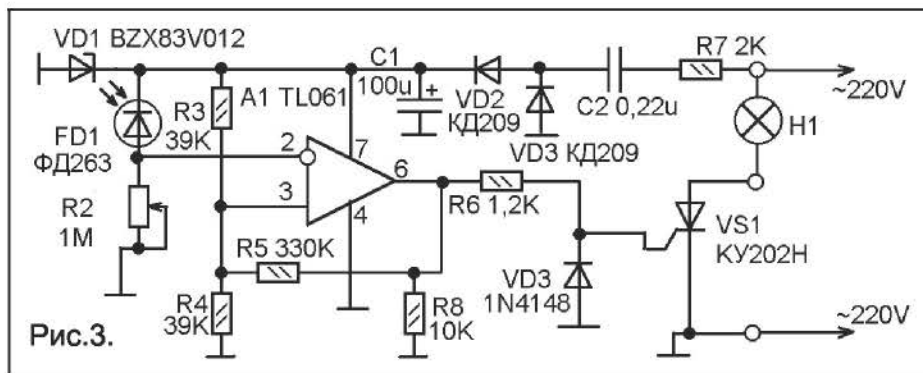 VD1 BZX83V012
C1
100u
R7 2K
~220V
R3
39K
A1 TL061
VD2
КД209
C2 0,22u
H1
FD1
ФД263
2
7
6
VD3 КД209
3
4
R6 1,2K
VS1
КУ202Н
R2
1M
R5 330K
VD3
1N4148
R4
39K
R8
10K
~220V
Рис.3.
+